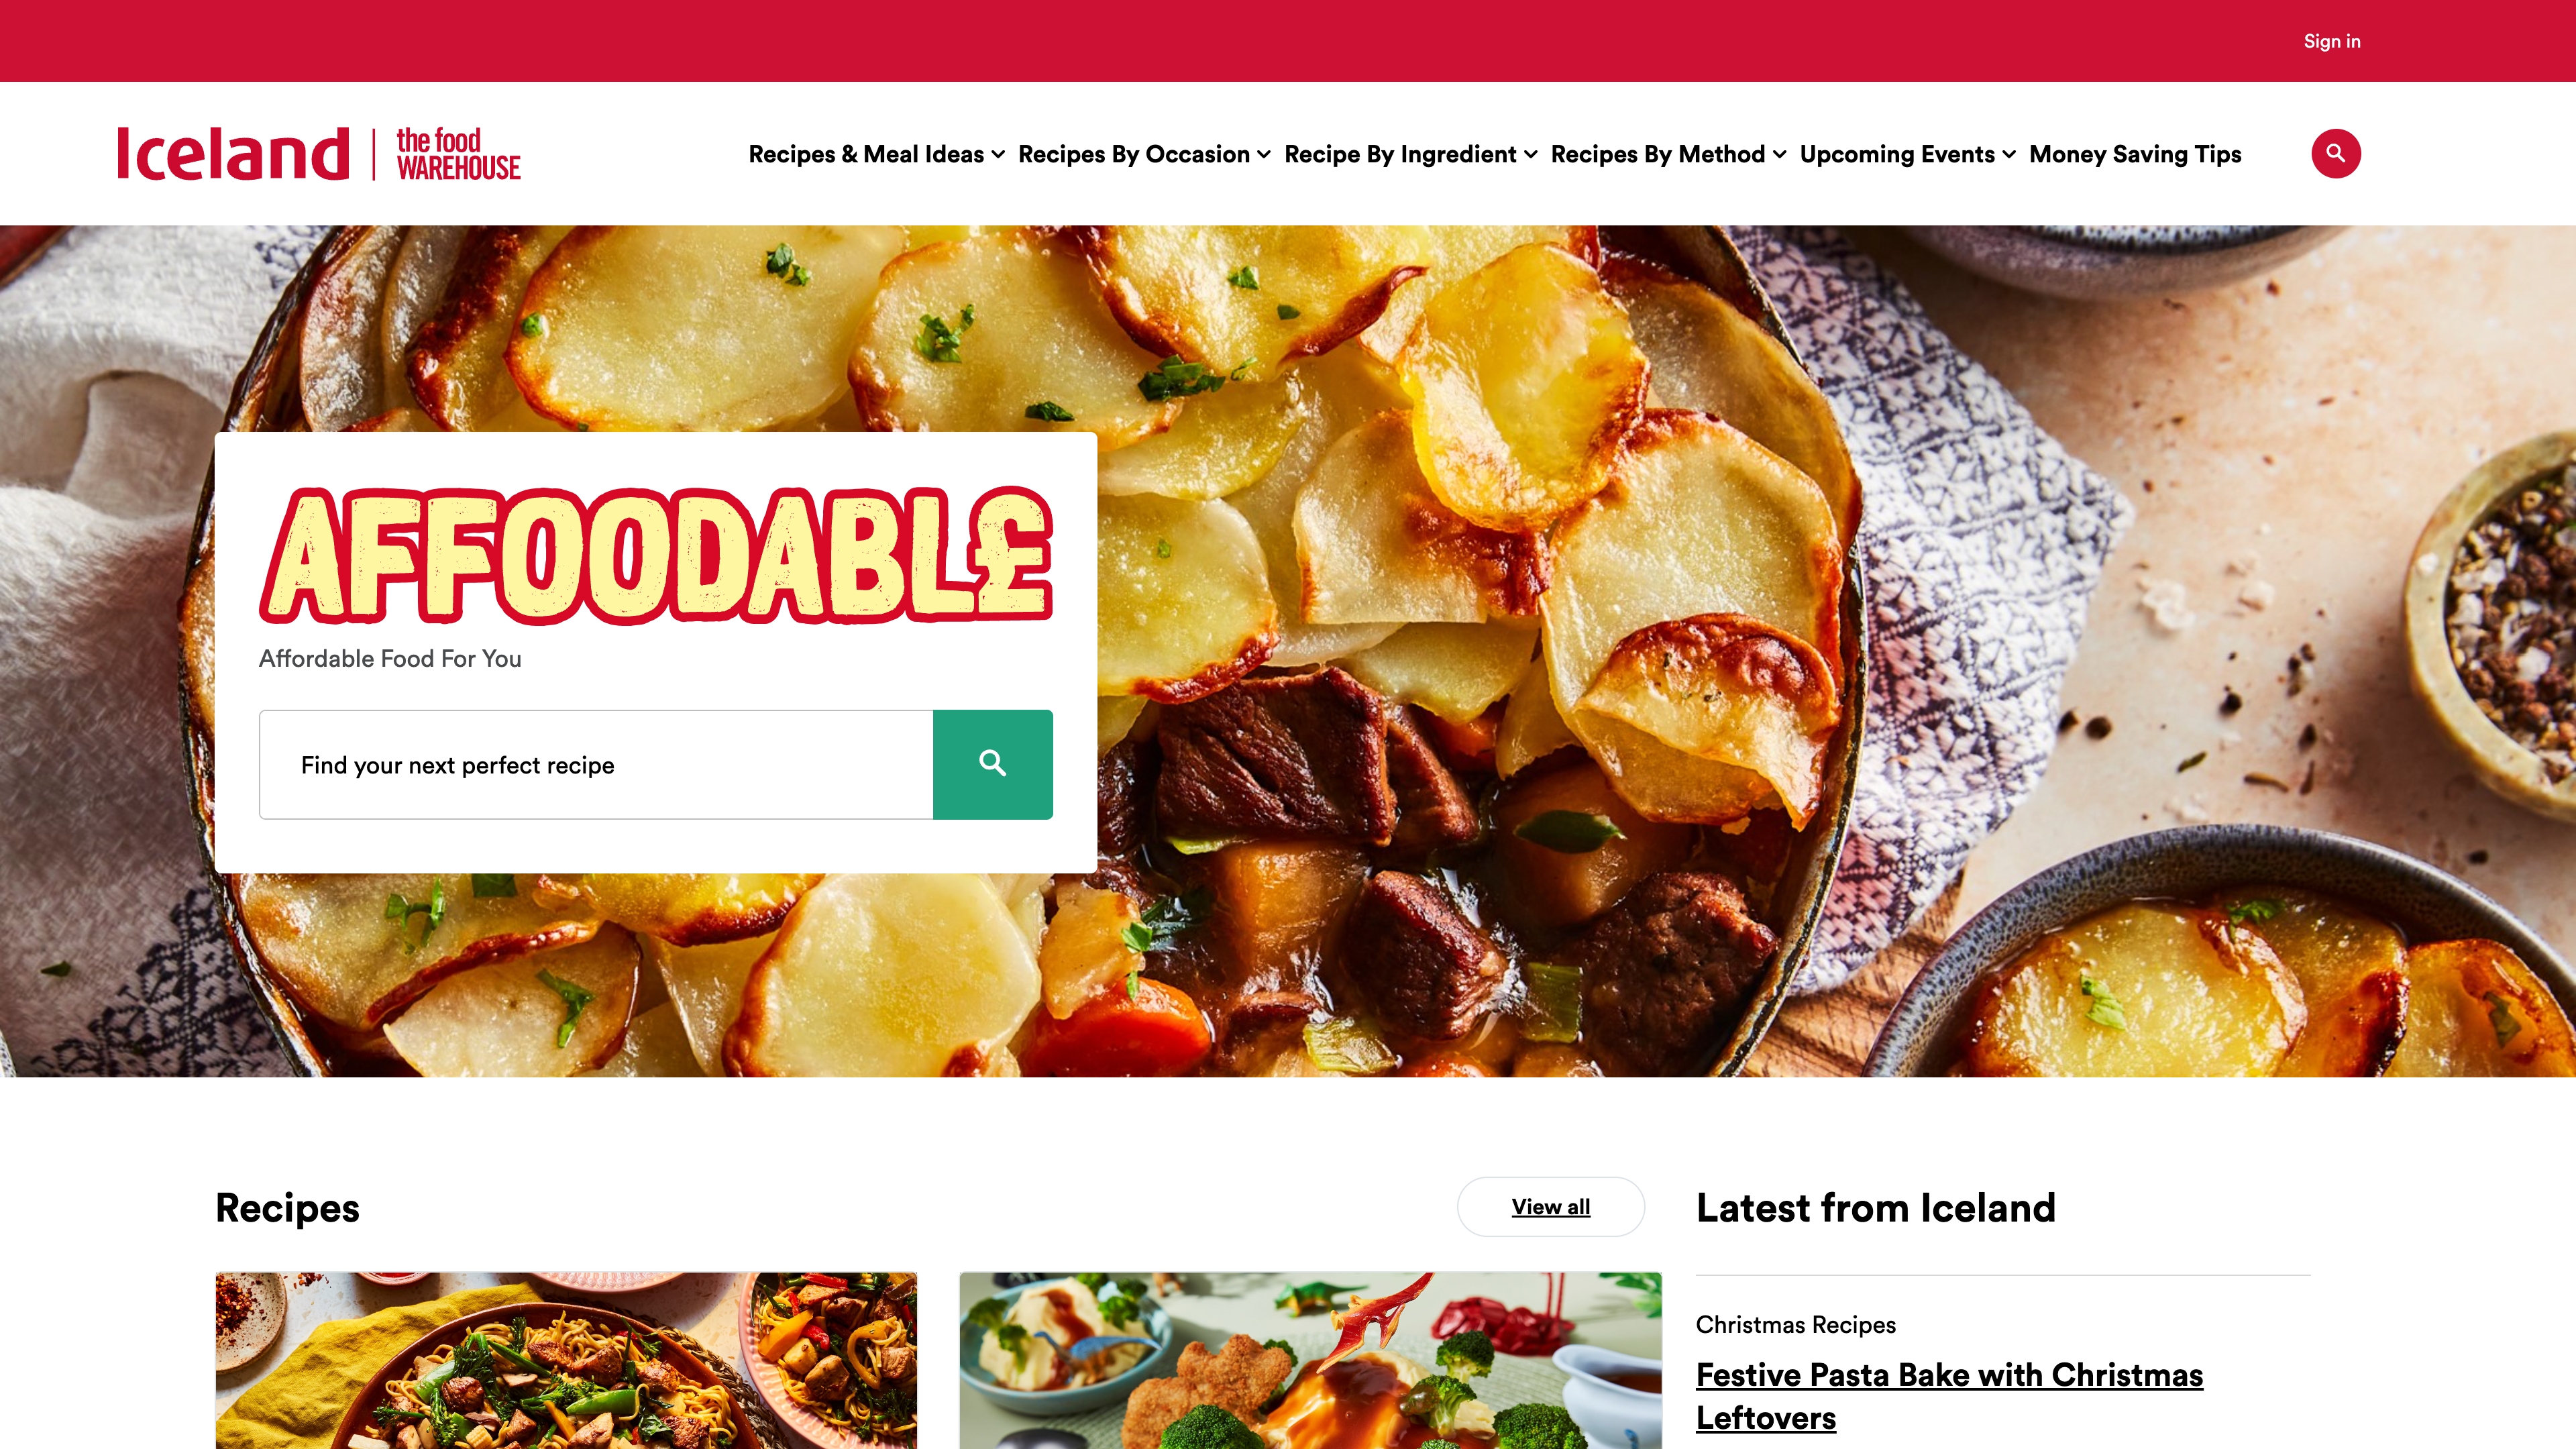 Sign in
Iceland
the food
WAREHOUSE
Recipes & Meal Ideas Recipes By Occasion Recipe By Ingredient Recipes By Method Upcoming Events Money Saving Tips
AFFOODABL£
Affordable Food For You
Find your next perfect recipe
Recipes
View all
Latest from Iceland
Christmas Recipes
Festive Pasta Bake with Christmas
Leftovers